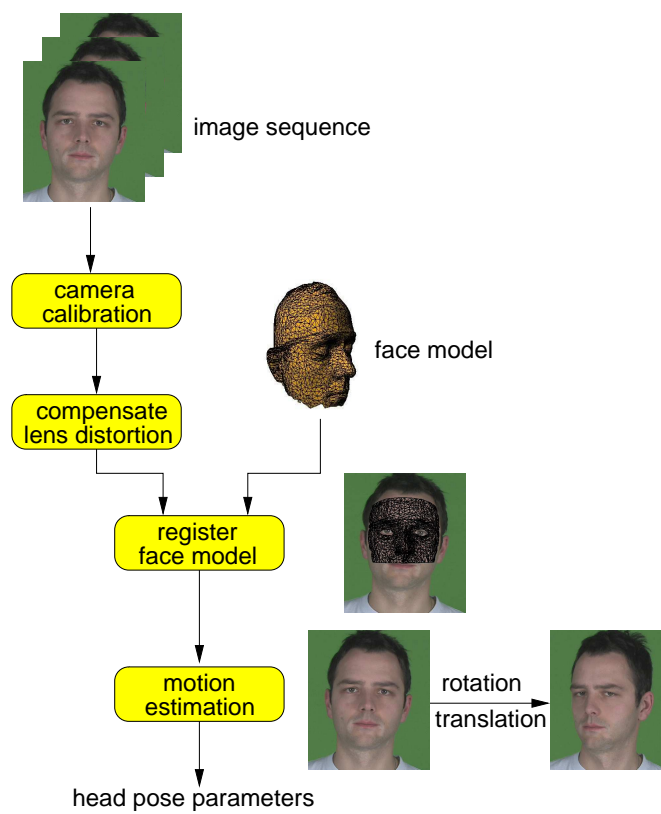 image sequence
camera
calibration
face model
compensate
lens distortion
register
face model
motion
estimation
rotation
translation
head pose parameters